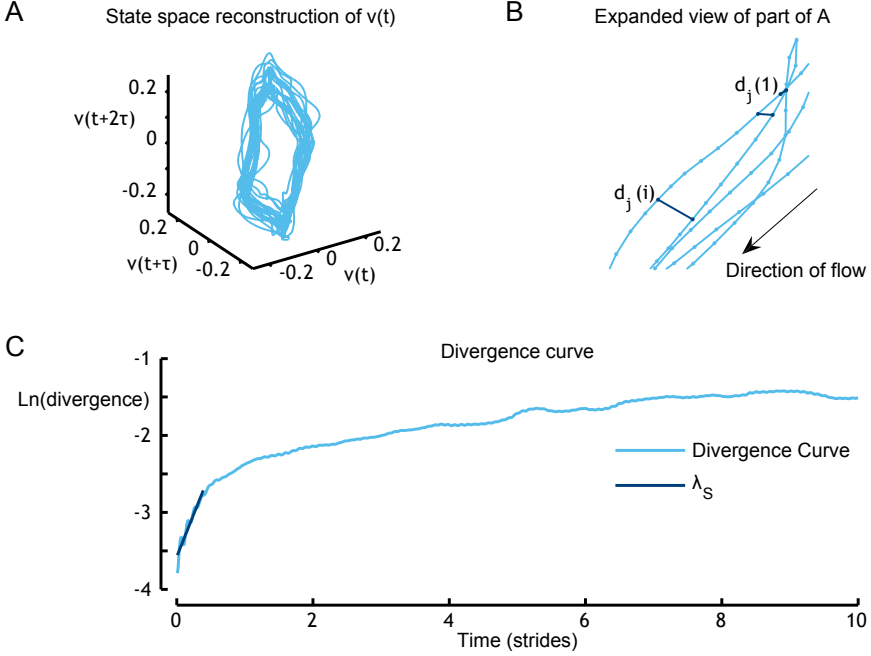 A
State space reconstruction of v(t)
0.2
v(t+2τ)
0
-0.2
0.2
0
-0.2
v(t+τ)
-0.2
0
0.2
v(t)
B
Expanded view of part of A
d_j(1)
d_j(i)
Direction of flow
C
Divergence curve
-1
Ln(divergence)
-2
-3
-4
Divergence Curve
λ_S
0 2 4 6 8 10
Time (strides)